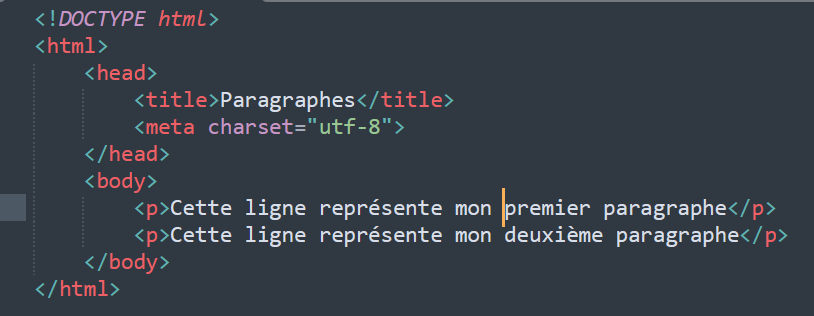 <!DOCTYPE html>
<html>
<head>
<title>Paragraphes</title>
<meta charset="utf-8">
</head>
<body>
<p>Cette ligne représente mon premier paragraphe</p>
<p>Cette ligne représente mon deuxième paragraphe</p>
</body>
</html>